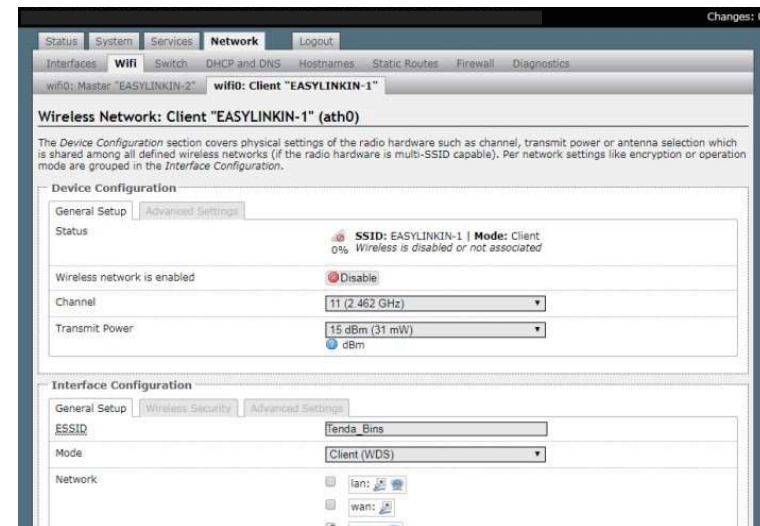 Changes:
Status System Services Network Logout
Interfaces Wifi Switch DHCP and DNS Hostnames Static Routes Firewall Diagnostics
wifi0: Master "EASYLINKIN-2" wifi0: Client "EASYLINKIN-1"
Wireless Network: Client "EASYLINKIN-1" (ath0)
The Device Configuration section covers physical settings of the radio hardware such as channel, transmit power or antenna selection which
is shared among all defined wireless networks (if the radio hardware is multi-SSID capable). Per network settings like encryption or operation
mode are grouped in the Interface Configuration.
Device Configuration
General Setup Advanced Settings
Status
SSID: EASYLINKIN-1 | Mode: Client
0% Wireless is disabled or not associated
Wireless network is enabled Disable
Channel 11 (2.462 GHz)
Transmit Power 15 dBm (31 mW)
dBm
Interface Configuration
General Setup Wireless Security Advanced Settings
ESSID Tenda_Bins
Mode Client (WDS)
Network lan:
wan: